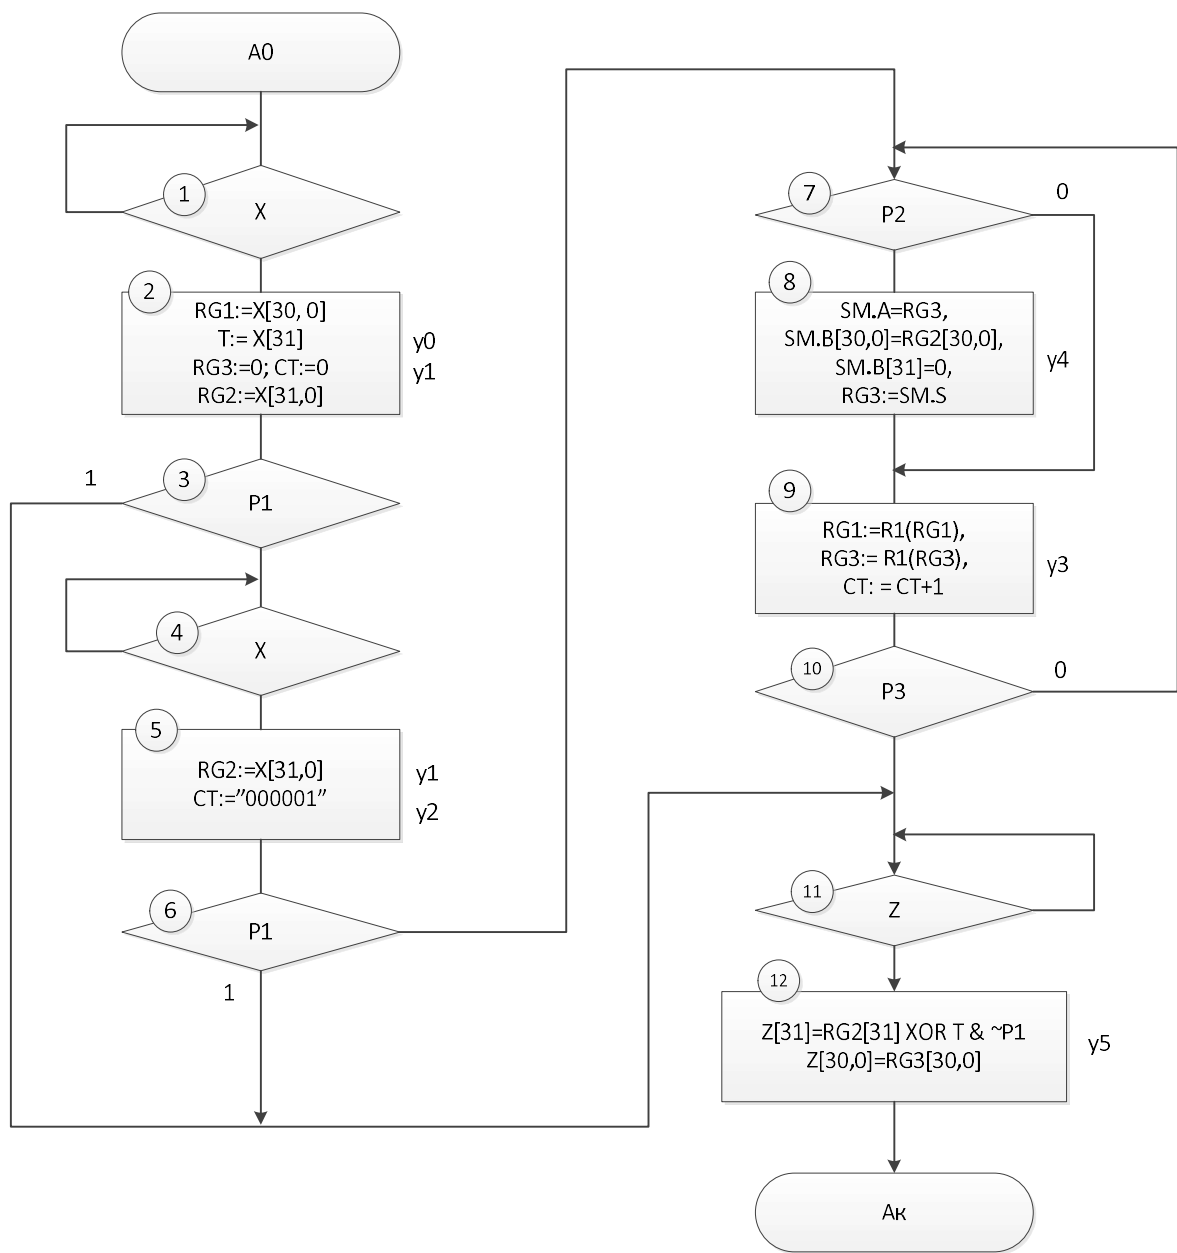 A0
1
X
2
RG1:=X[30, 0]
T:= X[31]
RG3:=0; CT:=0
RG2:=X[31,0]
y0
y1
3
1
P1
4
X
5
RG2:=X[31,0]
CT:=”000001”
y1
y2
6
P1
1
7
P2
0
8
SM.A=RG3,
SM.B[30,0]=RG2[30,0],
SM.B[31]=0,
RG3:=SM.S
y4
9
RG1:=R1(RG1),
RG3:= R1(RG3),
CT: = CT+1
y3
10
P3
0
11
Z
12
Z[31]=RG2[31] XOR T & ~P1
Z[30,0]=RG3[30,0]
y5
Aк